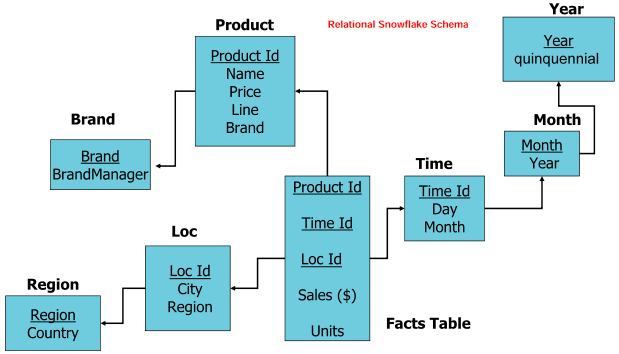 Year
Product
Relational Snowflake Schema
Year
quinquennial
Product Id
Name
Price
Line
Brand
Brand
Month
Brand
BrandManager
Month
Year
Time
Product Id
Time Id
Loc Id
Sales ($)
Units
Time Id
Day
Month
Loc
Loc Id
City
Region
Region
Region
Country
Facts Table